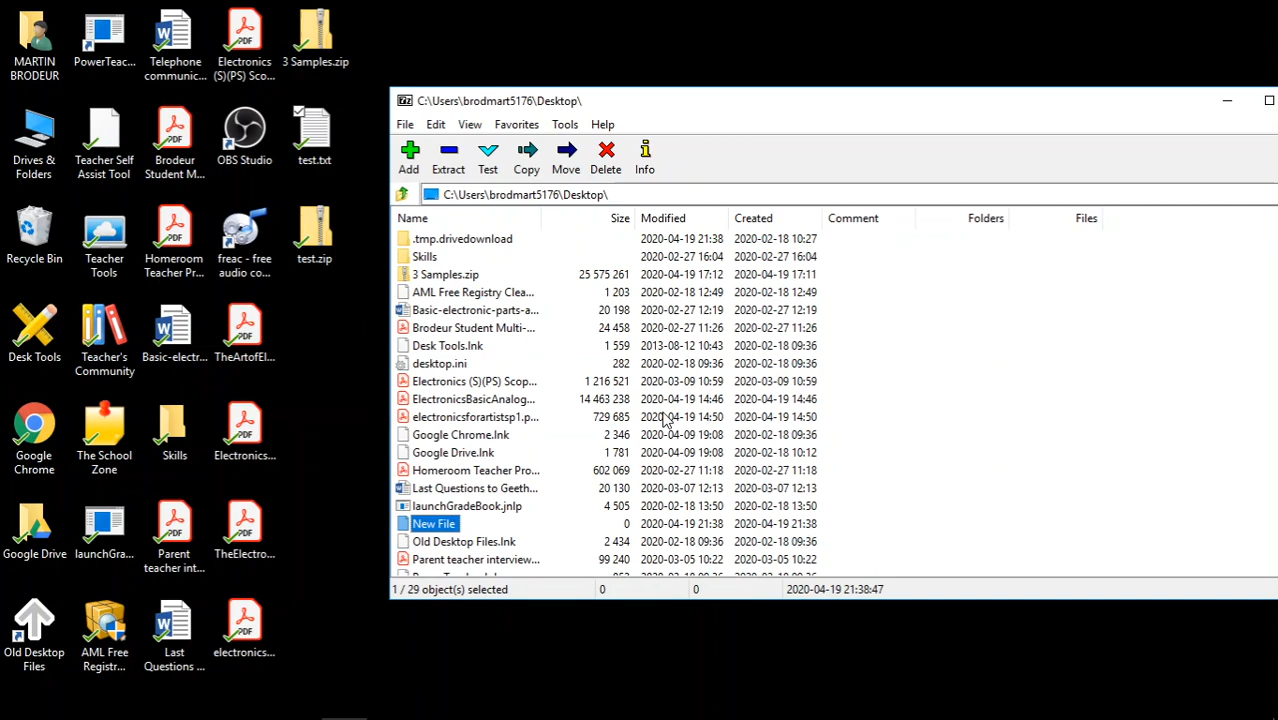 MARTIN
BRODEUR
PowerTeac...
Telephone
communic...
Electronics
(S)(PS) Sco...
3 Samples.zip
Drives &
Folders
Teacher Self
Assist Tool
Brodeur
Student M...
OBS Studio
test.txt
Recycle Bin
Teacher
Tools
Homeroom
Teacher Pr...
freac - free
audio co...
test.zip
Desk Tools
Teacher's
Community
Basic-electr...
TheArtofEl...
Google
Chrome
The School
Zone
Skills
Electronics...
Google Drive
launchGra...
Parent
teacher int...
TheElectro...
Old Desktop
Files
AML Free
Registr...
Last
Questions ...
electronics...
C:\Users\brodmart5176\Desktop\
File Edit View Favorites Tools Help
Add Extract Test Copy Move Delete Info
C:\Users\brodmart5176\Desktop\
Name Size Modified Created Comment Folders Files
.tmp.drivedownload 2020-04-19 21:38 2020-02-18 10:27
Skills 2020-02-27 16:04 2020-02-27 16:04
3 Samples.zip 25 575 261 2020-04-19 17:12 2020-04-19 17:11
AML Free Registry Clea... 1 203 2020-02-18 12:49 2020-02-18 12:49
Basic-electronic-parts-a... 20 198 2020-02-27 12:19 2020-02-27 12:19
Brodeur Student Multi-... 24 458 2020-02-27 11:26 2020-02-27 11:26
Desk Tools.lnk 1 559 2013-08-12 10:43 2020-02-18 09:36
desktop.ini 282 2020-02-18 09:36 2020-02-18 09:36
Electronics (S)(PS) Scop... 1 216 521 2020-03-09 10:59 2020-03-09 10:59
ElectronicsBasicAnalog... 14 463 238 2020-04-19 14:46 2020-04-19 14:46
electronicsforartistsp1.p... 729 685 2020-04-19 14:50 2020-04-19 14:50
Google Chrome.lnk 2 346 2020-04-09 19:08 2020-02-18 09:36
Google Drive.lnk 1 781 2020-04-09 19:08 2020-02-18 10:12
Homeroom Teacher Pro... 602 069 2020-02-27 11:18 2020-02-27 11:18
Last Questions to Geeth... 20 130 2020-03-07 12:13 2020-03-07 12:13
launchGradeBook.jnlp 4 505 2020-02-18 13:50 2020-02-18 13:50
New File 0 2020-04-19 21:38 2020-04-19 21:38
Old Desktop Files.lnk 2 434 2020-02-18 09:36 2020-02-18 09:36
Parent teacher interview... 99 240 2020-03-05 10:22 2020-03-05 10:22
1 / 29 object(s) selected 0 0 2020-04-19 21:38:47